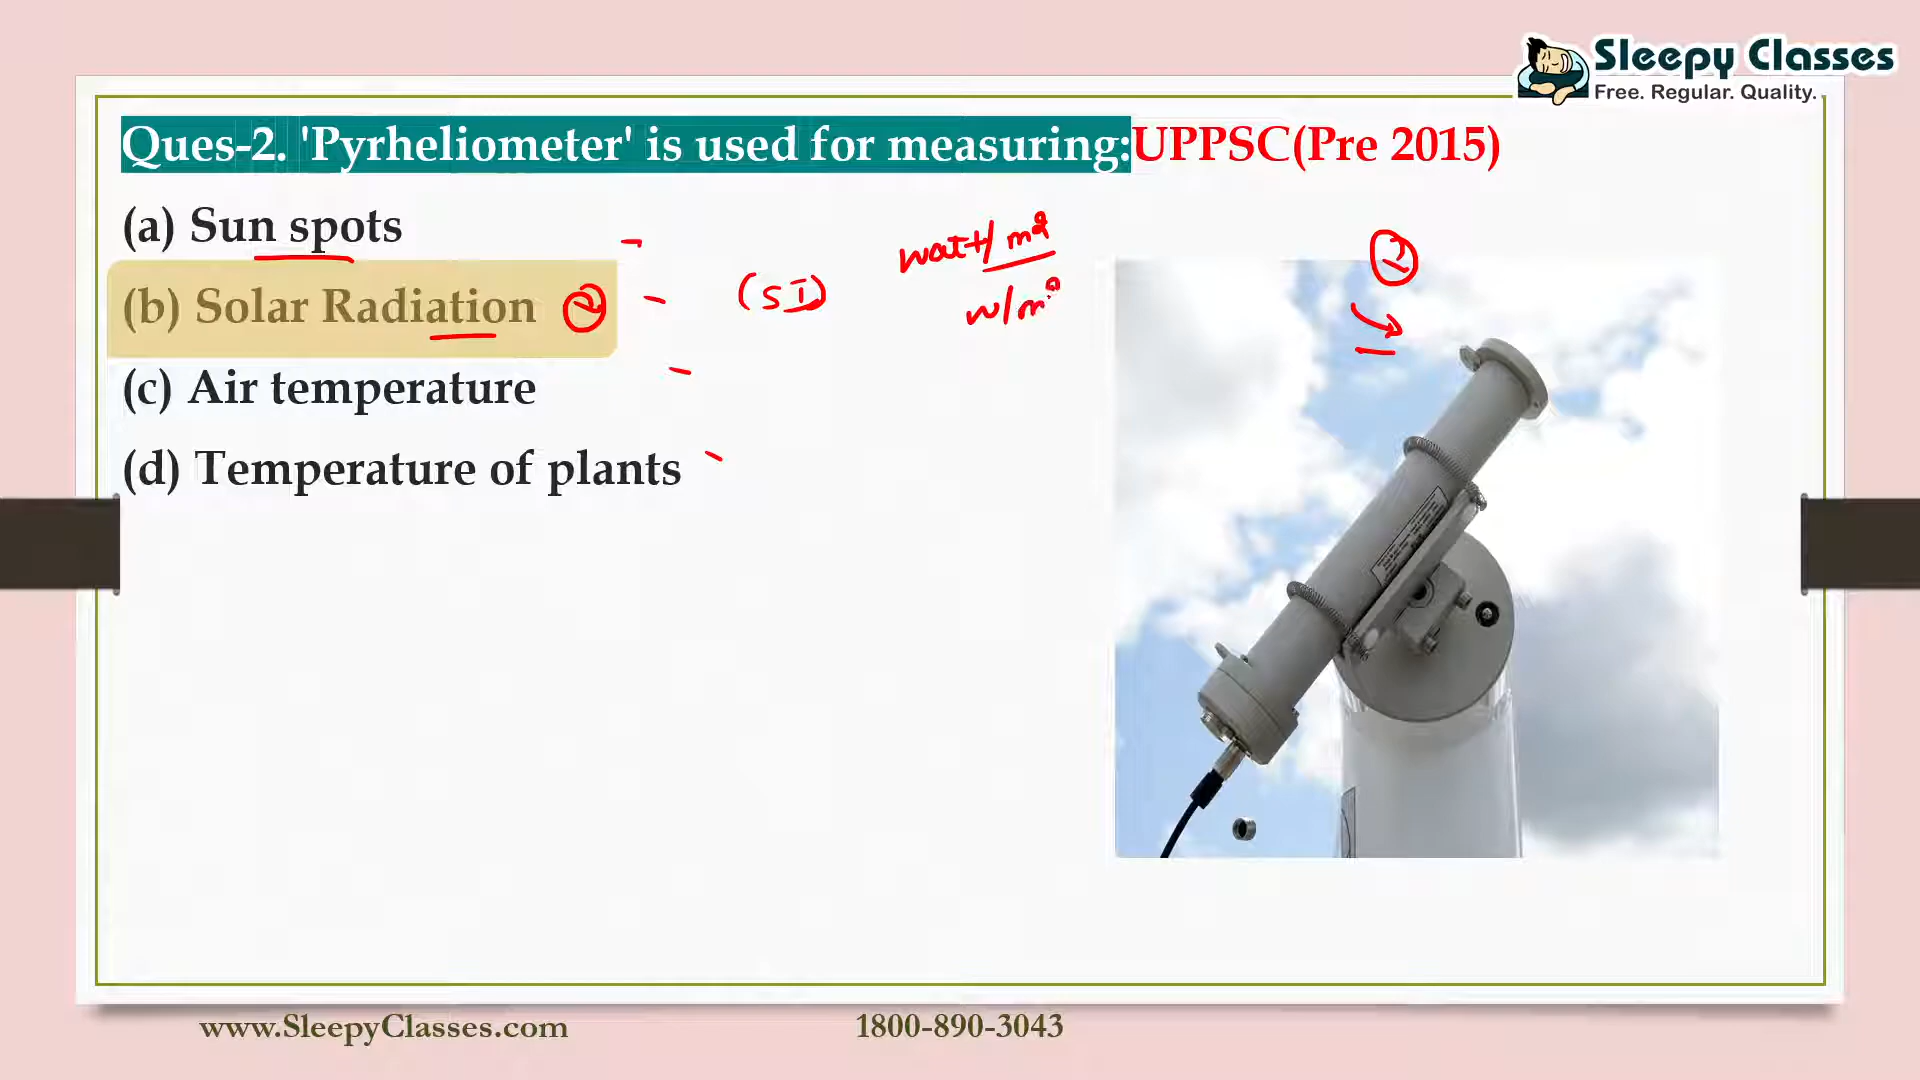 Sleepy Classes
Free. Regular. Quality.
Ques-2. 'Pyrheliometer' is used for measuring:UPPSC(Pre 2015)
(a) Sun spots
(b) Solar Radiation
(c) Air temperature
(d) Temperature of plants
(SI)
watt/m2
w/m2
www.SleepyClasses.com
1800-890-3043